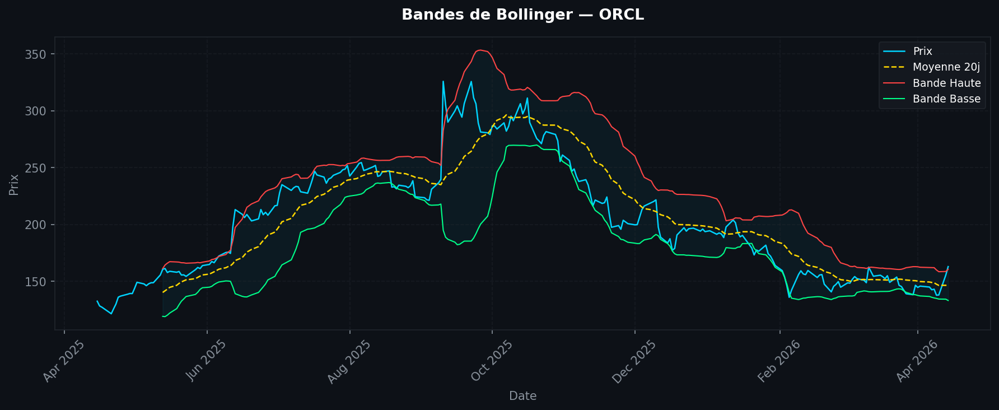 Bandes de Bollinger — ORCL
Prix
350
300
250
200
150
Prix
Moyenne 20j
Bande Haute
Bande Basse
Apr 2025
Jun 2025
Aug 2025
Oct 2025
Dec 2025
Feb 2026
Apr 2026
Date